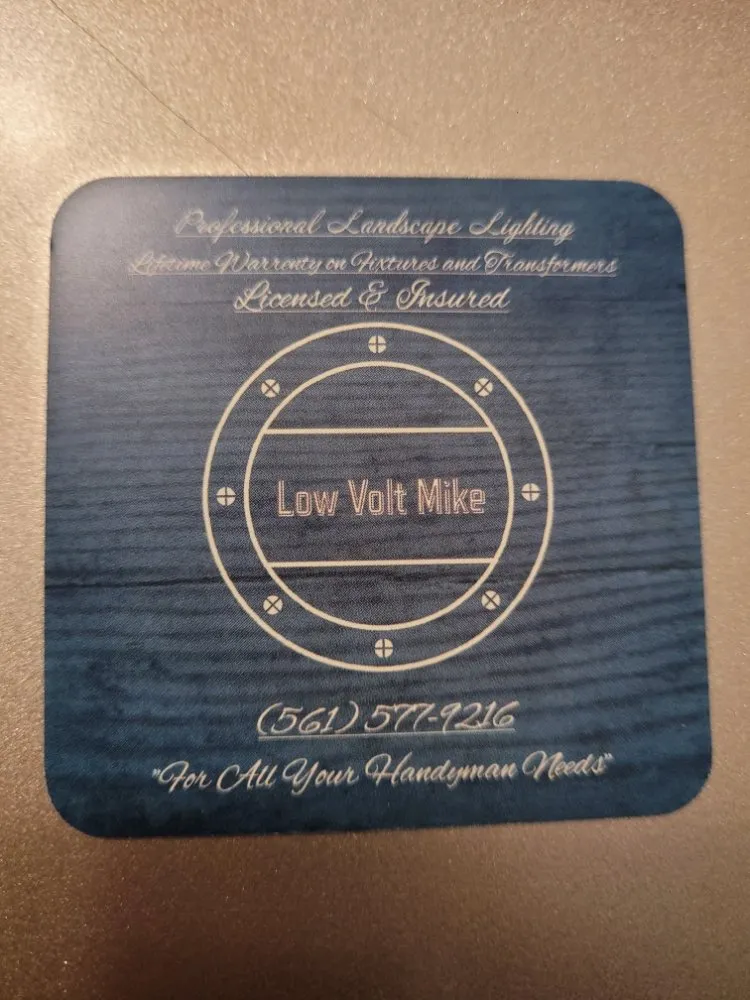 Professional Landscape Lighting
Lifetime Warrenty on Fixtures and Transformers
Licensed & Insured
Low Volt Mike
(561) 577-9216
"For All Your Handyman Needs"